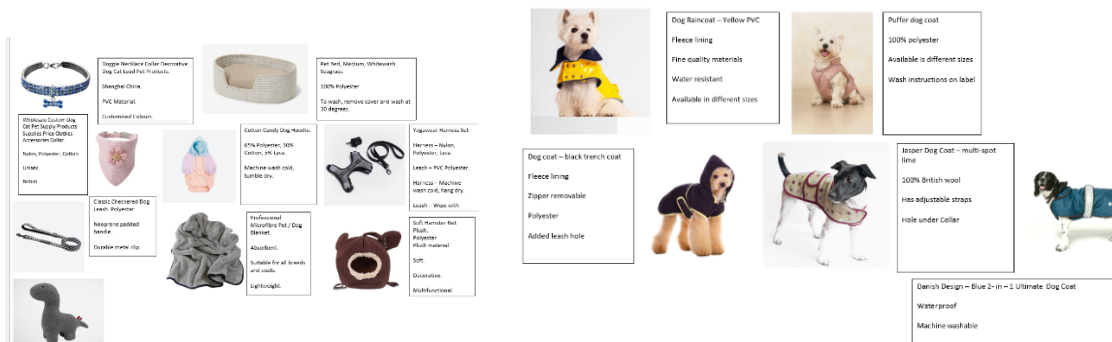 Doggie Necklace Collar Decorative
Dog Cat Lead Pet Products.
Shanghai China.
PVC Material.
Customised Colours.
Pet Bed, Medium, Whitewash
Seagrass.
100% Polyester
To wash, remove cover and wash at
30 degrees.
Wholesale Custom Dog
Cat Pet Supply Products
Supplies Price Clothes
Accessories Collar.
Nylon, Polyester, Cotton.
Unisex.
Cotton Candy Dog Hoodie.
65% Polyester, 30%
Cotton, 5% Lyca.
Machine wash cold,
tumble dry.
Yogawear Harness Set
Harness – Nylon,
Polyester, Lyca.
Leash – PVC Polyester.
Harness – Machine
wash cold, hang dry.
Leash – Wipe with
Classic Checkered Dog
Leash. Polyester.
Neoprene padded
handle.
Durable metal clip
Professional
Microfibre Pet / Dog
Blanket.
Absorbent.
Suitable for all breeds
and coats.
Lightweight.
Soft Hamster Net
Plush,
Polyester
Plush material.
Soft.
Decorative.
Multifunctional.
Dog Raincoat – Yellow PVC
Fleece lining
Fine quality materials
Water resistant
Available in different sizes
Puffer dog coat
100% polyester
Available is different sizes
Wash instructions on label
Dog coat – black trench coat
Fleece lining
Zipper removable
Polyester
Added leash hole
Jasper Dog Coat – multi-spot
lime
100% British wool
Has adjustable straps
Hole under Collar
Danish Design – Blue 2- in – 1 Ultimate Dog Coat
Waterproof
Machine washable